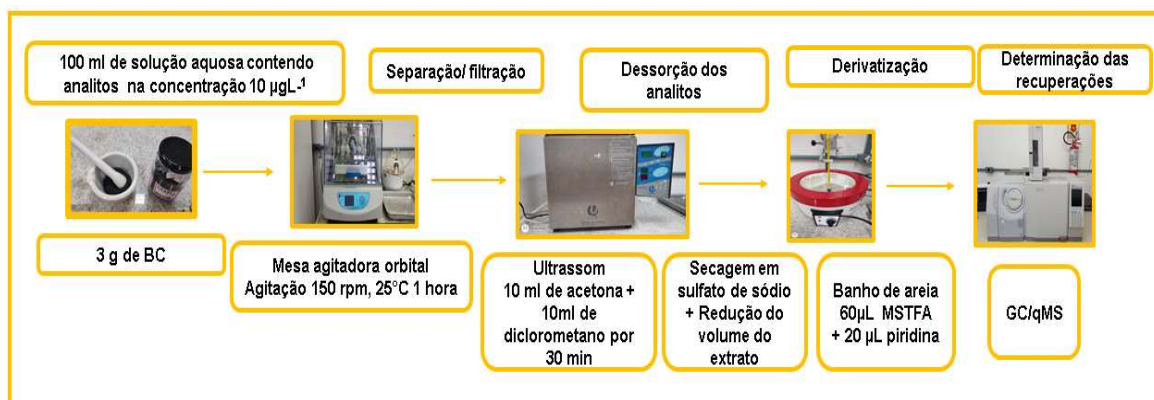 100 ml de solução aquosa contendo
analitos na concentração 10 µgL-¹
Separação/ filtração
Dessorção dos
analitos
Derivatização
Determinação das
recuperações
3 g de BC
Mesa agitadora orbital
Agitação 150 rpm, 25°C 1 hora
Ultrassom
10 ml de acetona +
10ml de
diclorometano por
30 min
Secagem em
sulfato de sódio
+ Redução do
volume do
extrato
Banho de areia
60µL MSTFA
+ 20 µL piridina
GC/qMS